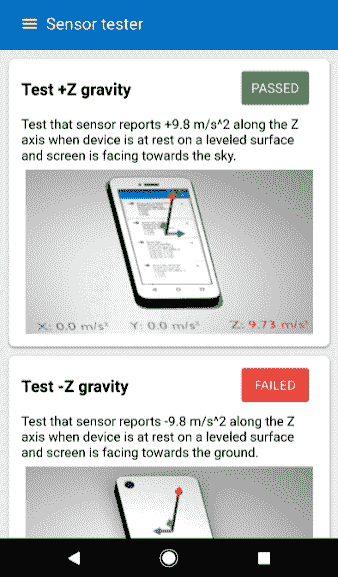 Sensor tester
Test +Z gravity
PASSED
Test that sensor reports +9.8 m/s^2 along the Z
axis when device is at rest on a leveled surface
and screen is facing towards the sky.
X: 0.0 m/s² Y: 0.0 m/s² Z: 9.73 m/s²
Test -Z gravity
FAILED
Test that sensor reports -9.8 m/s^2 along the Z
axis when device is at rest on a leveled surface
and screen is facing towards the ground.